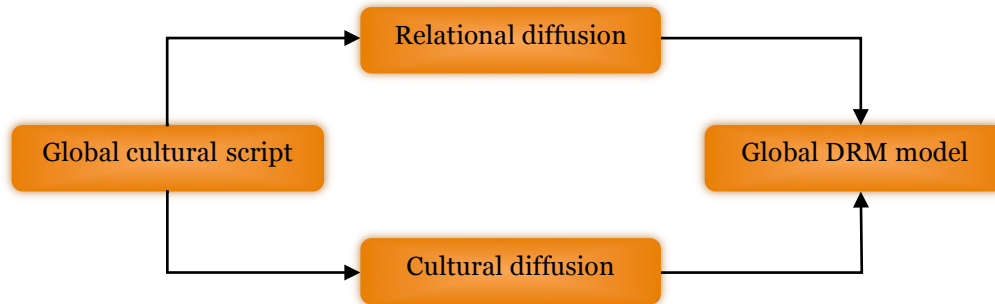 Relational diffusion
Global cultural script
Global DRM model
Cultural diffusion